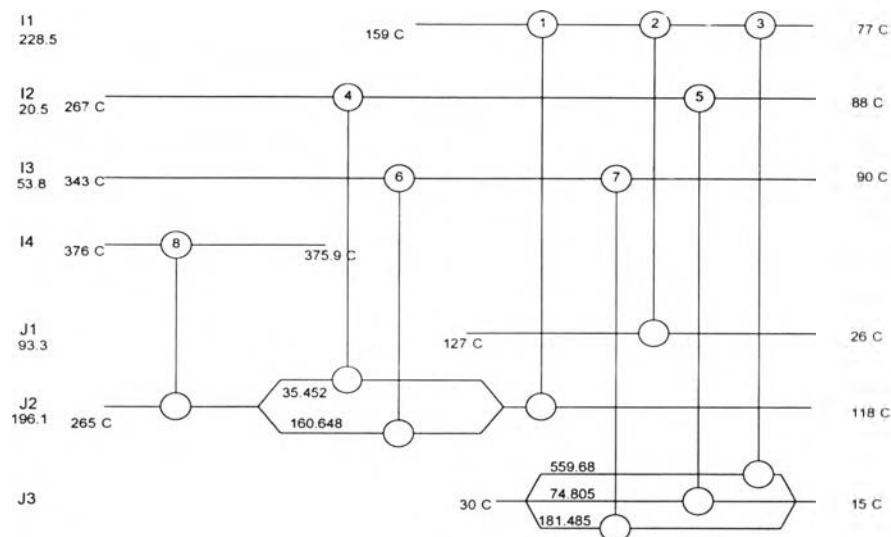 I1 159 C 1 2 3 77 C
228.5
I2 267 C 4 5 88 C
20.5
I3 343 C 6 7 90 C
53.8
I4 376 C 8 375.9 C
J1 127 C 26 C
93.3
35.452
J2 265 C 160.648 118 C
196.1
559.68
J3 30 C 74.805 15 C
181.485